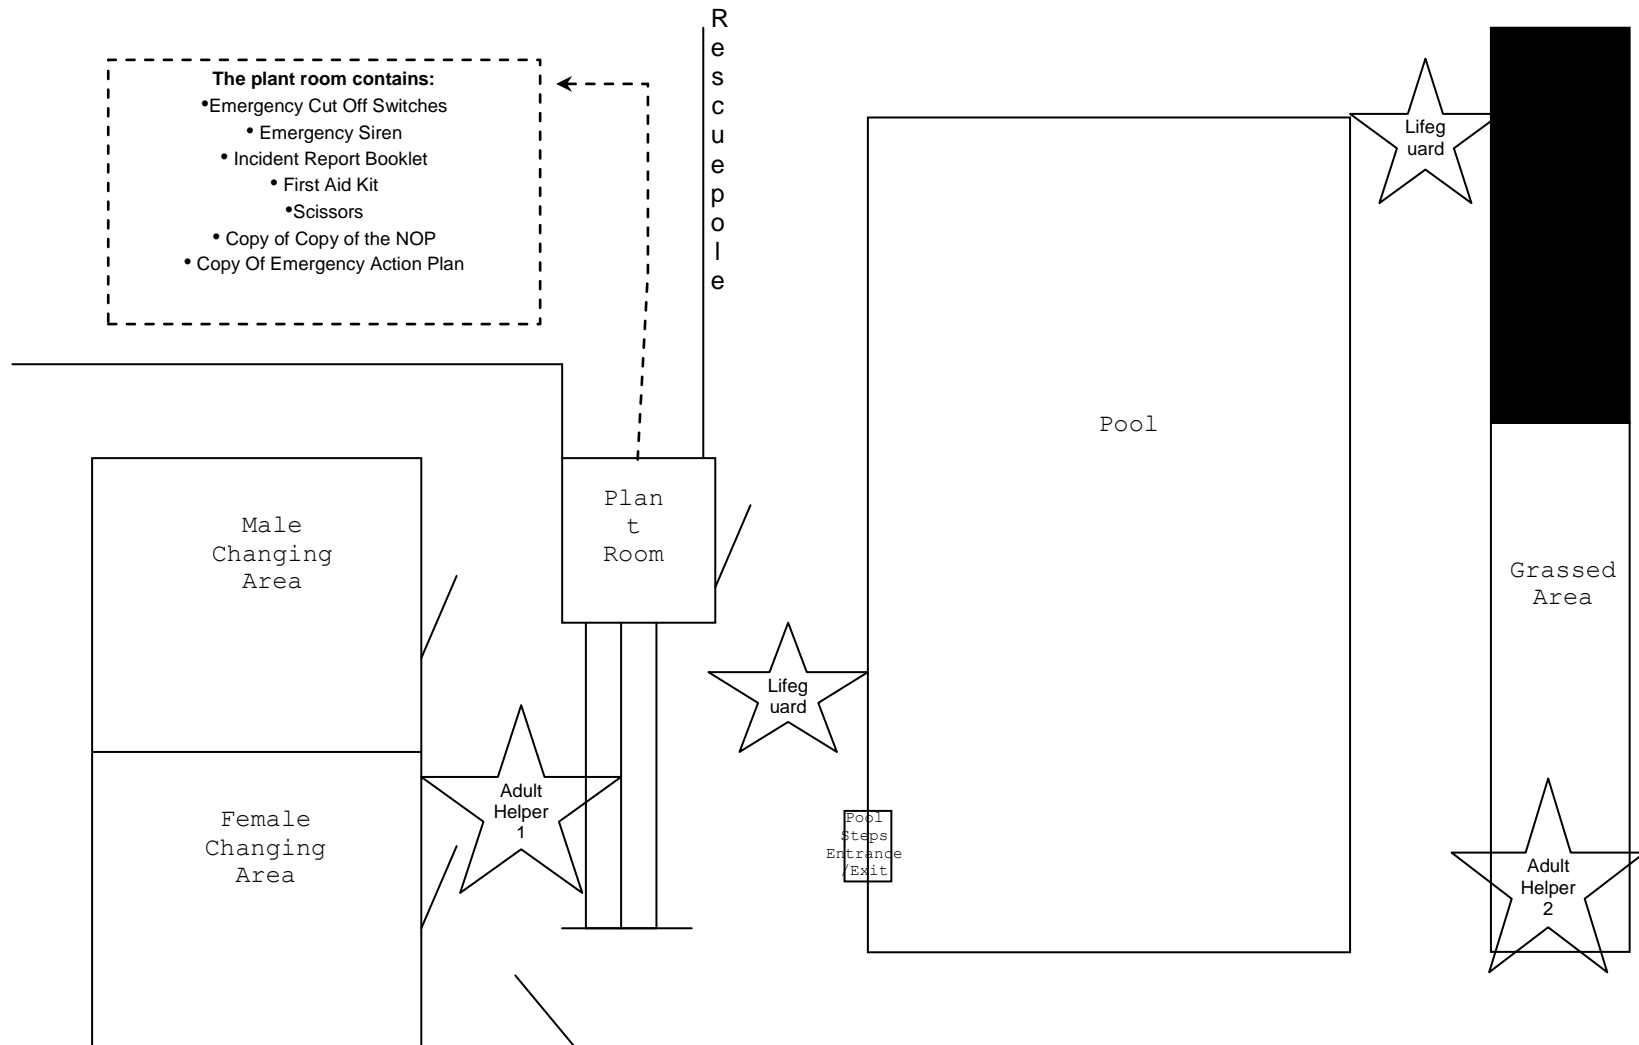 The plant room contains:
•Emergency Cut Off Switches
• Emergency Siren
• Incident Report Booklet
• First Aid Kit
•Scissors
• Copy of Copy of the NOP
• Copy Of Emergency Action Plan
R
e
s
c
u
e
p
o
l
e
Lifeg
uard
Pool
Plan
t
Room
Male
Changing
Area
Grassed
Area
Lifeg
uard
Adult
Helper
1
Female
Changing
Area
Pool
Steps
Entrance
/Exit
Adult
Helper
2